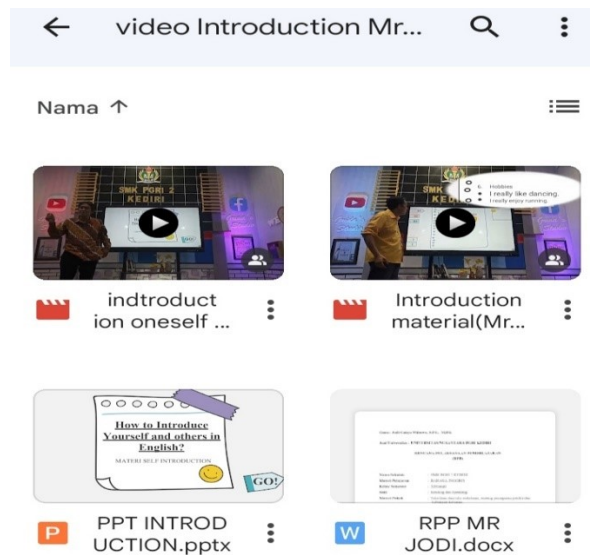 video Introduction Mr...
Nama ↑
SMK PGRI 2
KEDIRI
6. Hobbies
I really like dancing.
I really enjoy running.
indtroduct
ion oneself ...
Introduction
material(Mr...
How to Introduce
Yourself and others in
English?
MATERI SELF INTRODUCTION
GO!
P
PPT INTROD
UCTION.pptx
W
RPP MR
JODI.docx